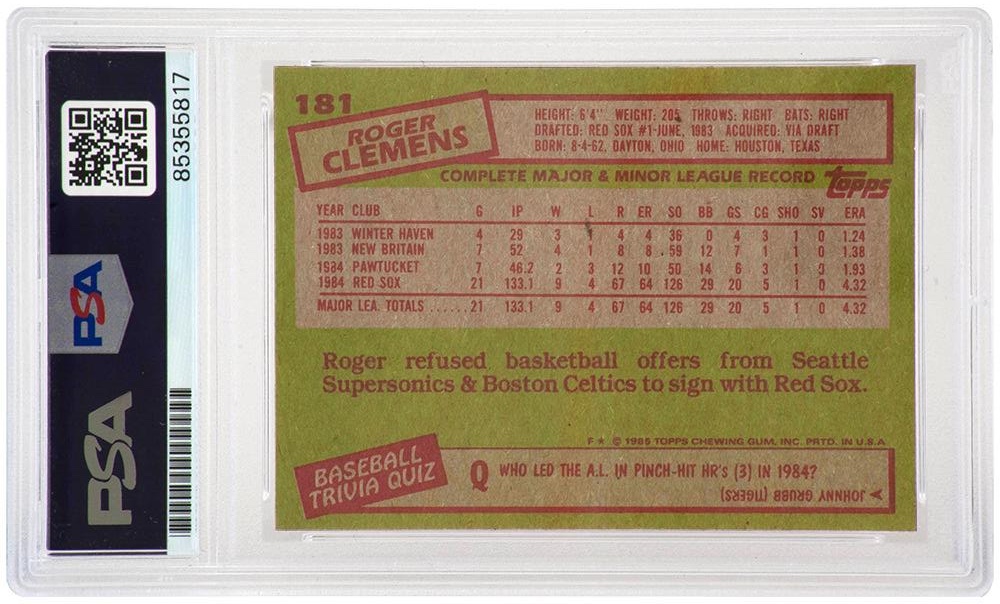 85355817
PSA
PSA
181
ROGER
CLEMENS
HEIGHT: 6'4" WEIGHT: 205 THROWS: RIGHT BATS: RIGHT
DRAFTED: RED SOX #1-JUNE, 1983 ACQUIRED: VIA DRAFT
BORN: 8-4-62, DAYTON, OHIO HOME: HOUSTON, TEXAS
COMPLETE MAJOR & MINOR LEAGUE RECORD topps
YEAR CLUB G IP W L R ER SO BB GS CG SHO SV ERA
1983 WINTER HAVEN 4 29 3 1 4 4 36 0 4 3 1 0 1.24
1983 NEW BRITAIN 7 52 4 1 8 8 59 12 7 1 1 0 1.38
1984 PAWTUCKET 7 46.2 2 3 12 10 50 14 6 3 1 0 1.93
1984 RED SOX 21 133.1 9 4 67 64 126 29 20 5 1 0 4.32
MAJOR LEA. TOTALS ......21 133.1 9 4 67 64 126 29 20 5 1 0 4.32
Roger refused basketball offers from Seattle
Supersonics & Boston Celtics to sign with Red Sox.
F★ © 1985 TOPPS CHEWING GUM, INC. PRTD. IN U.S.A.
BASEBALL
TRIVIA QUIZ
Q WHO LED THE A.L. IN PINCH-HIT HR's (3) IN 1984?
JOHNNY GRUBB (TIGERS)